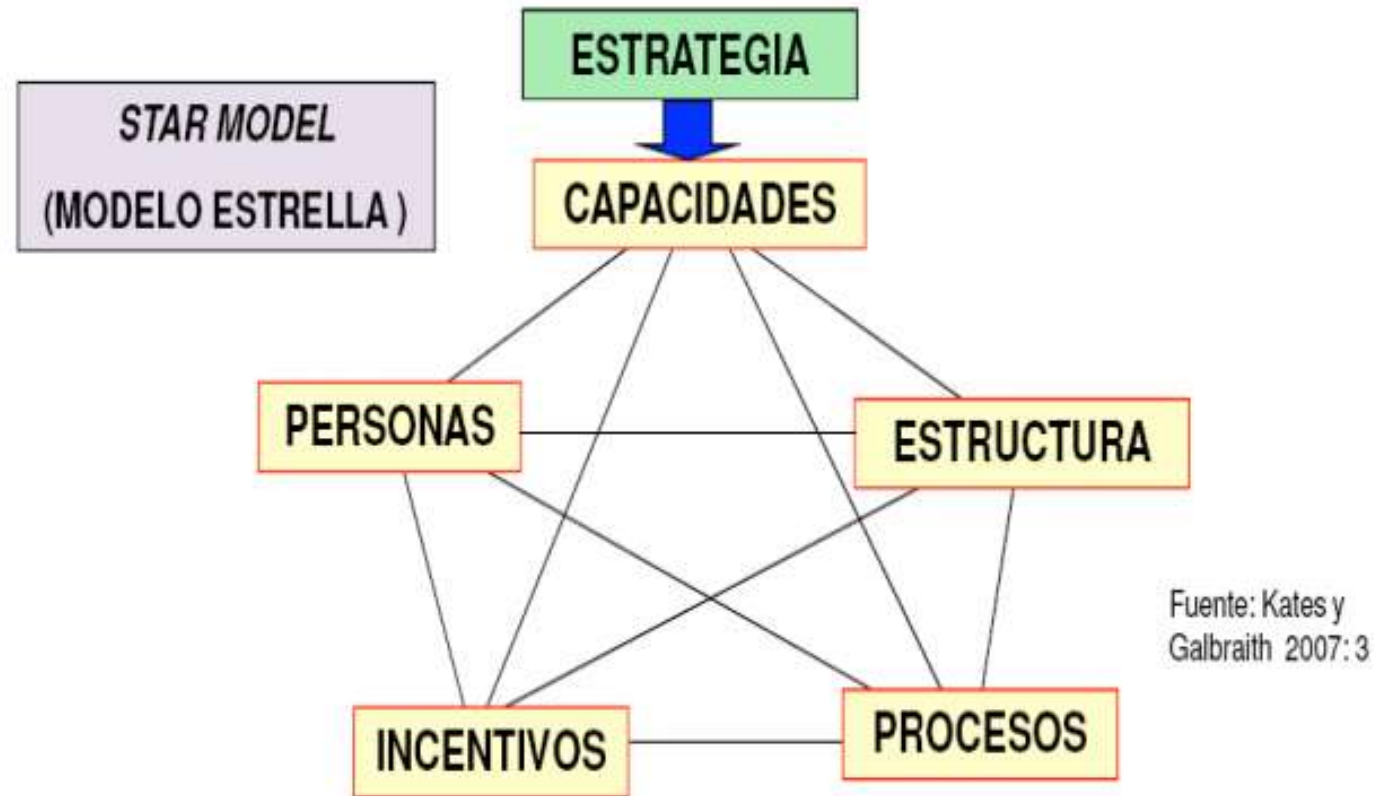 ESTRATEGIA
STAR MODEL
(MODELO ESTRELLA )
CAPACIDADES
PERSONAS
ESTRUCTURA
Fuente: Kates y
Galbraith 2007: 3
INCENTIVOS
PROCESOS